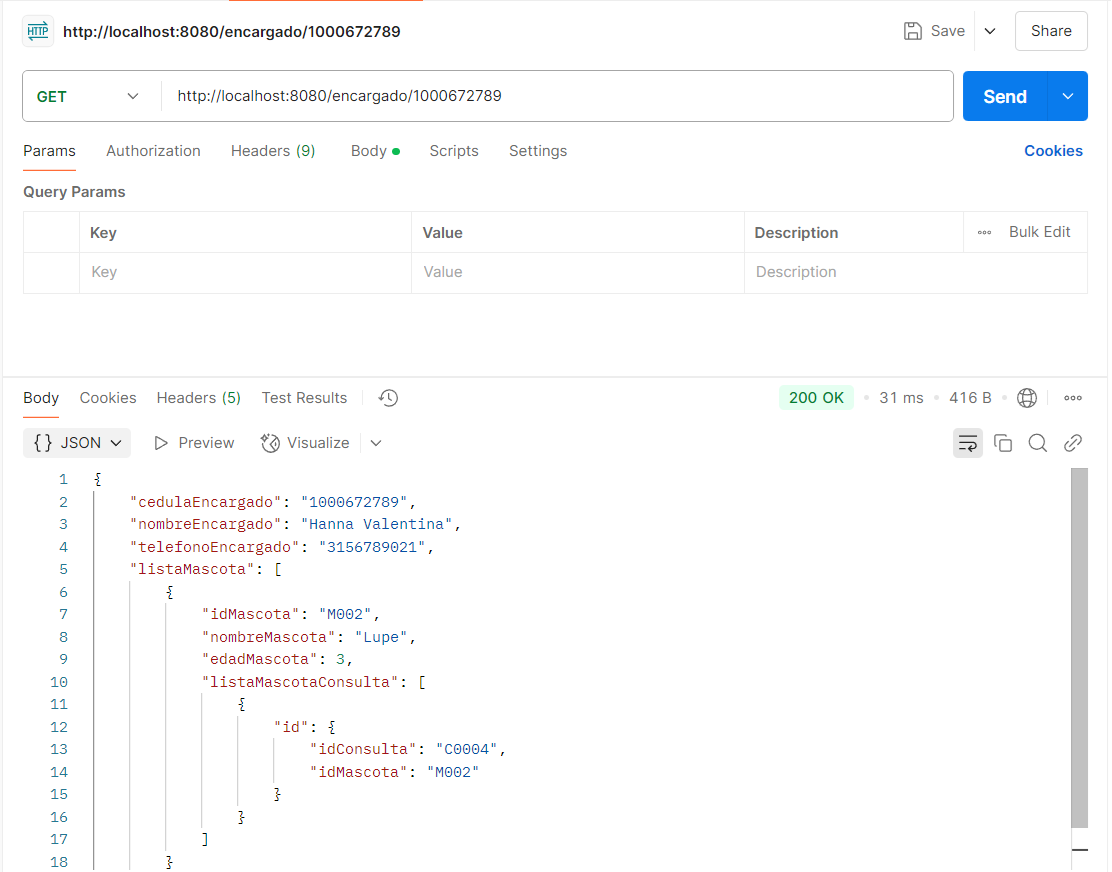 HTTP http://localhost:8080/encargado/1000672789 Save Share
GET http://localhost:8080/encargado/1000672789 Send
Params Authorization Headers (9) Body Scripts Settings Cookies
Query Params
Key Value Description Bulk Edit
Key Value Description
Body Cookies Headers (5) Test Results 200 OK 31 ms 416 B
{} JSON Preview Visualize
1 {
2 "cedulaEncargado": "1000672789",
3 "nombreEncargado": "Hanna Valentina",
4 "telefonoEncargado": "3156789021",
5 "listaMascota": [
6 {
7 "idMascota": "M002",
8 "nombreMascota": "Lupe",
9 "edadMascota": 3,
10 "listaMascotaConsulta": [
11 {
12 "id": {
13 "idConsulta": "C0004",
14 "idMascota": "M002"
15 }
16 }
17 ]
18 }